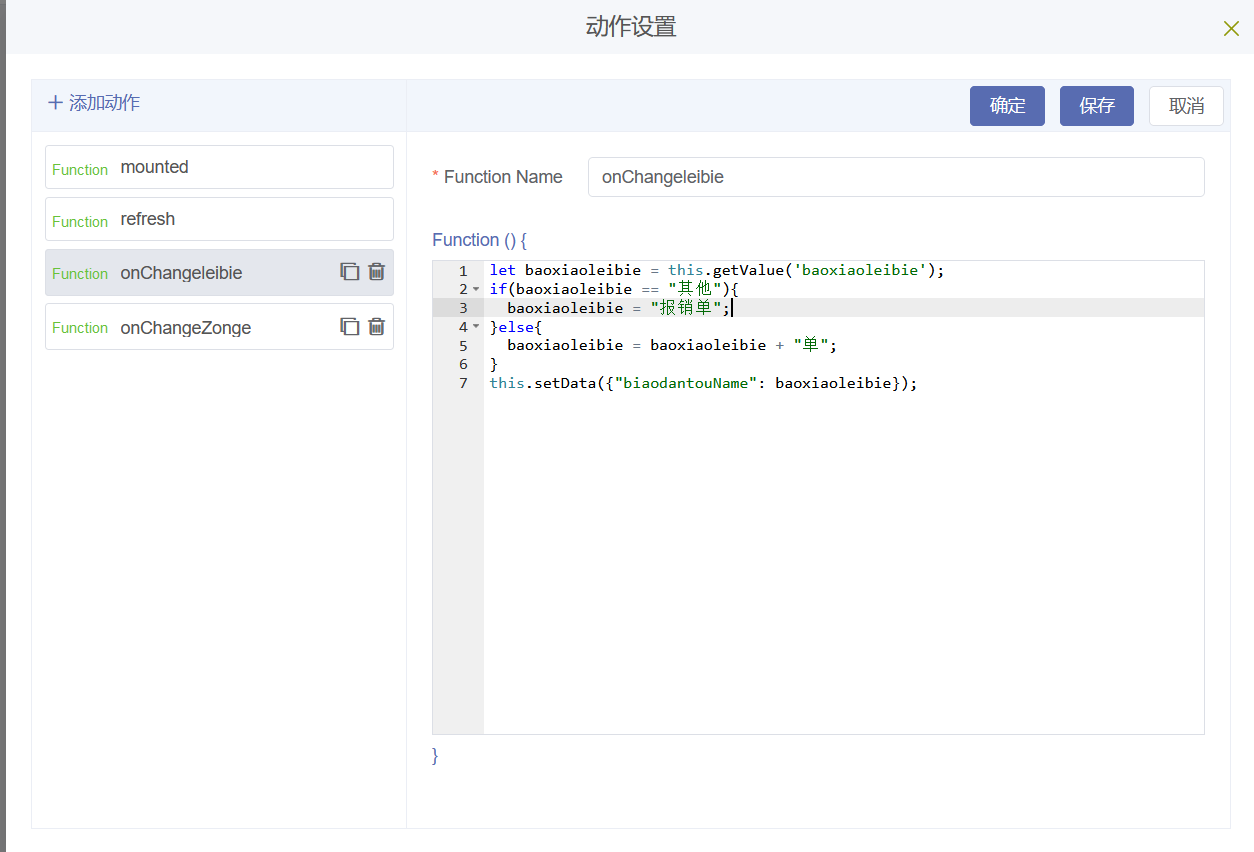 动作设置
添加动作
确定 保存 取消
Function mounted
Function refresh
Function onChangeleibie
Function onChangeZonge
* Function Name onChangeleibie
Function () {
1 let baoxiaoleibie = this.getValue('baoxiaoleibie');
2 if(baoxiaoleibie == "其他"){
3 baoxiaoleibie = "报销单";
4 }else{
5 baoxiaoleibie = baoxiaoleibie + "单";
6 }
7 this.setData({"biaodantouName": baoxiaoleibie});
}